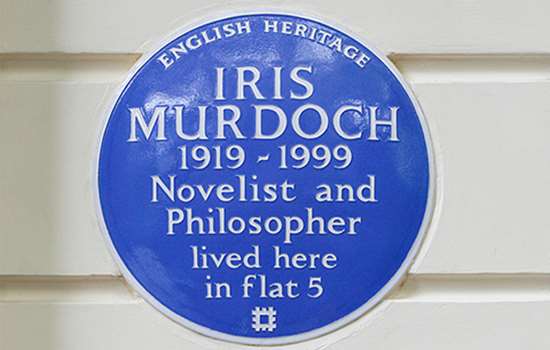 ENGLISH HERITAGE
IRIS
MURDOCH
1919 - 1999
Novelist and
Philosopher
lived here
in flat 5